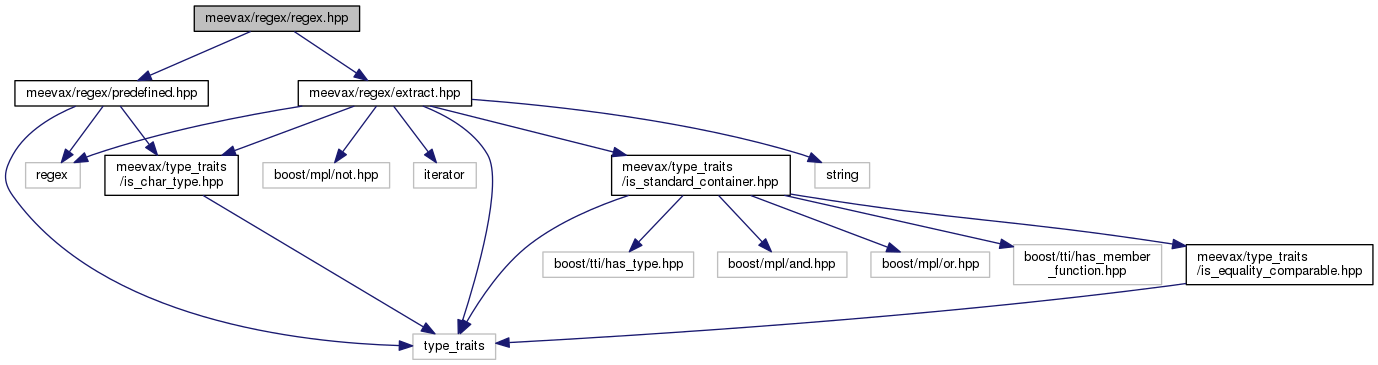 meevax/regex/regex.hpp
meevax/regex/predefined.hpp
meevax/regex/extract.hpp
regex
meevax/type_traits
/is_char_type.hpp
boost/mpl/not.hpp
iterator
meevax/type_traits
/is_standard_container.hpp
string
boost/tti/has_type.hpp
boost/mpl/and.hpp
boost/mpl/or.hpp
boost/tti/has_member
_function.hpp
meevax/type_traits
/is_equality_comparable.hpp
type_traits